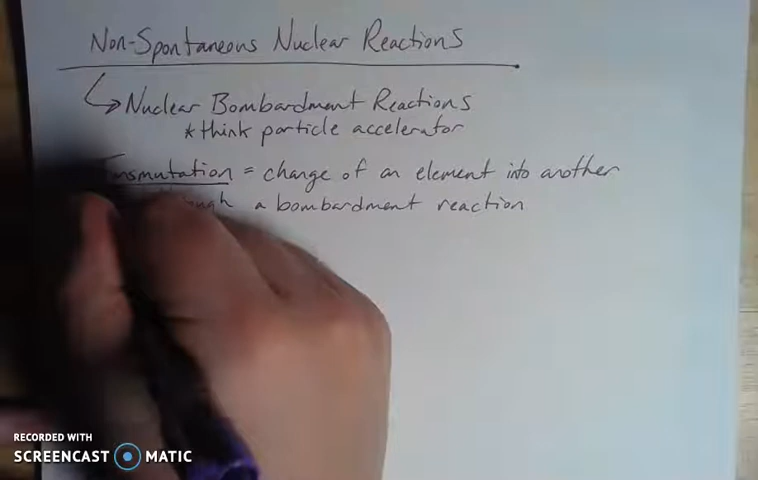 Non-Spontaneous Nuclear Reactions
Nuclear Bombardment Reactions
*think particle accelerator
= change of an element into another
a bombardment reaction
RECORDED WITH
SCREENCAST MATIC